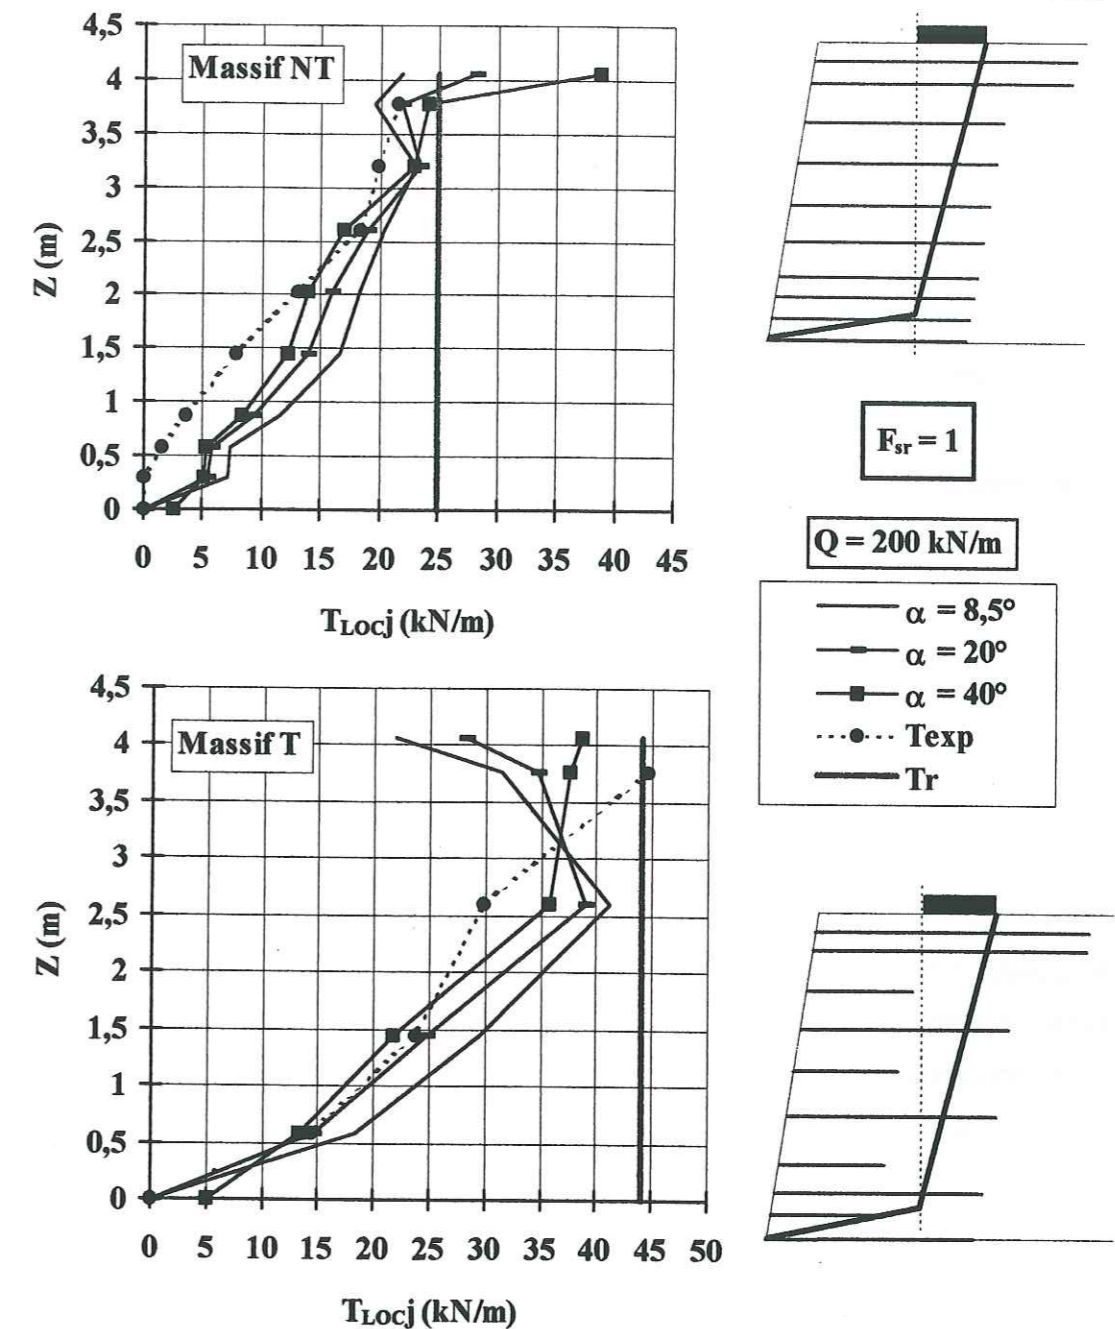 4,5
Massif NT
4
3,5
3
2,5
2
1,5
1
0,5
0
Z (m)
0 5 10 15 20 25 30 35 40 45
TLOCj (kN/m)
Fsr = 1
Q = 200 kN/m
α = 8,5°
α = 20°
α = 40°
Texp
Tr
4,5
Massif T
4
3,5
3
2,5
2
1,5
1
0,5
0
Z (m)
0 5 10 15 20 25 30 35 40 45 50
TLOCj (kN/m)